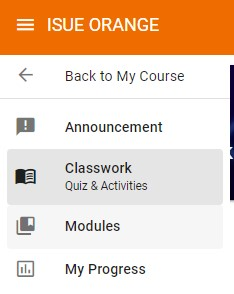 ISUE ORANGE
Back to My Course
Announcement
Classwork
Quiz & Activities
Modules
My Progress